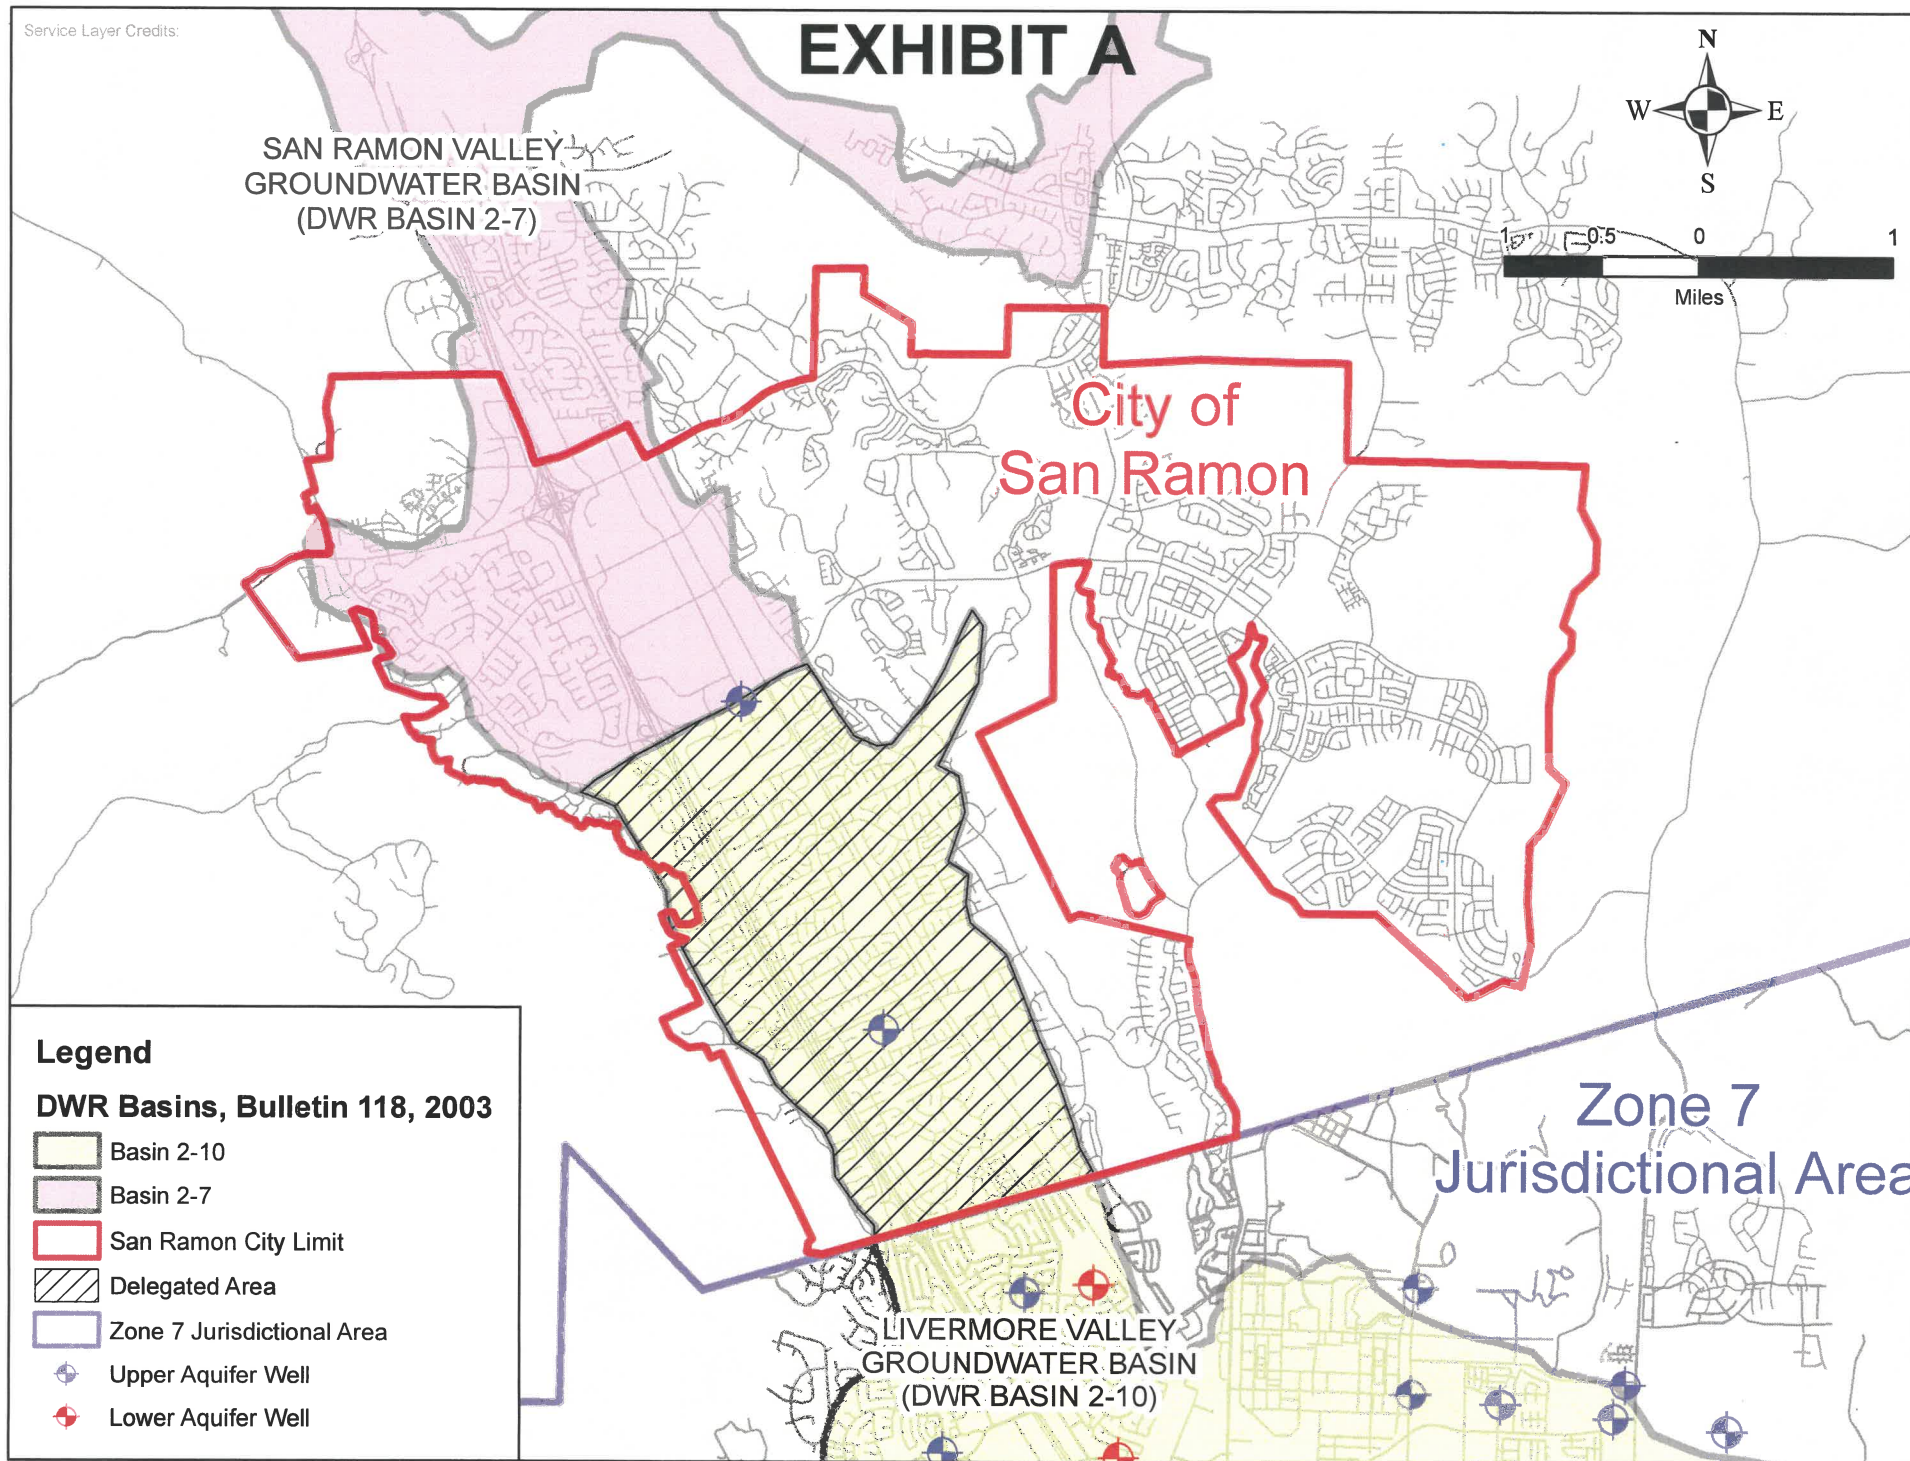 Service Layer Credits:
EXHIBIT A
N
W
E
S
SAN RAMON VALLEY
GROUNDWATER BASIN
(DWR BASIN 2-7)
1 0.5 0 1
Miles
City of
San Ramon
Zone 7
Jurisdictional Area
LIVERMORE VALLEY
GROUNDWATER BASIN
(DWR BASIN 2-10)
Legend
DWR Basins, Bulletin 118, 2003
Basin 2-10
Basin 2-7
San Ramon City Limit
Delegated Area
Zone 7 Jurisdictional Area
Upper Aquifer Well
Lower Aquifer Well